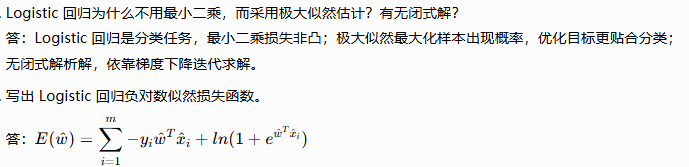 . Logistic 回归为什么不用最小二乘，而采用极大似然估计？有无闭式解？
答：Logistic 回归是分类任务，最小二乘损失非凸；极大似然最大化样本出现概率，优化目标更贴合分类；
无闭式解析解，依靠梯度下降迭代求解。
. 写出 Logistic 回归负对数似然损失函数。
答：$E(\hat{w}) = \sum_{i=1}^{m} -y_i\hat{w}^T\hat{x}_i + ln(1 + e^{\hat{w}^T\hat{x}_i})$